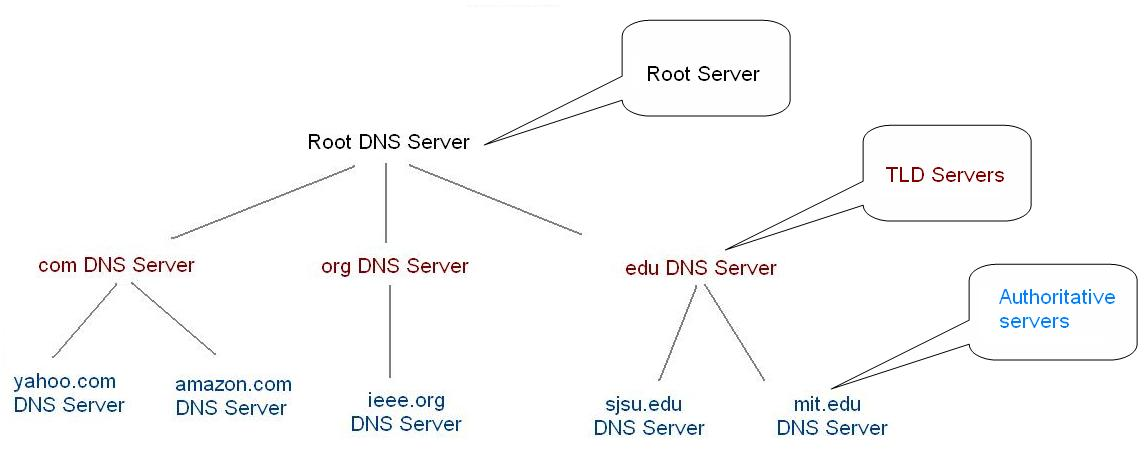 Root Server
Root DNS Server
TLD Servers
com DNS Server
org DNS Server
edu DNS Server
Authoritative
servers
yahoo.com
DNS Server
amazon.com
DNS Server
ieee.org
DNS Server
sjsu.edu
DNS Server
mit.edu
DNS Server